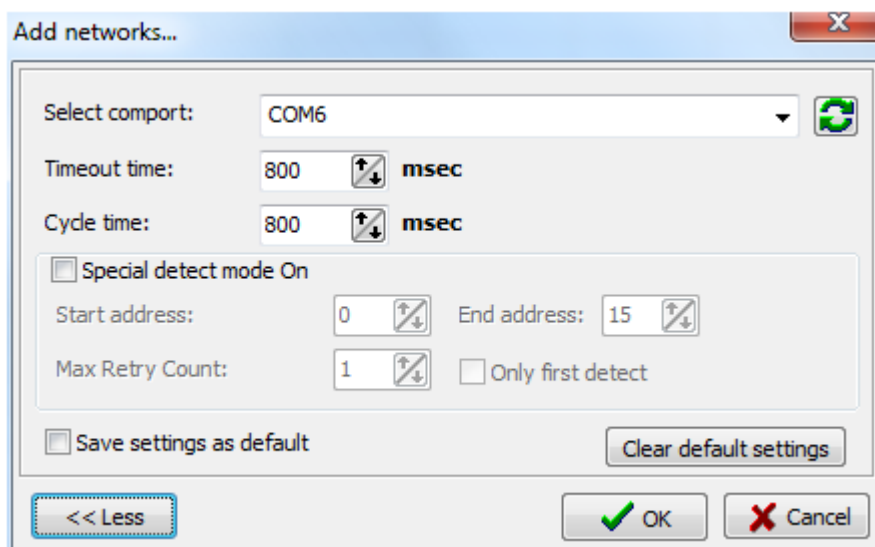 Add networks...
Select comport: COM6
Timeout time: 800 msec
Cycle time: 800 msec
Special detect mode On
Start address: 0 End address: 15
Max Retry Count: 1 Only first detect
Save settings as default Clear default settings
<< Less OK Cancel